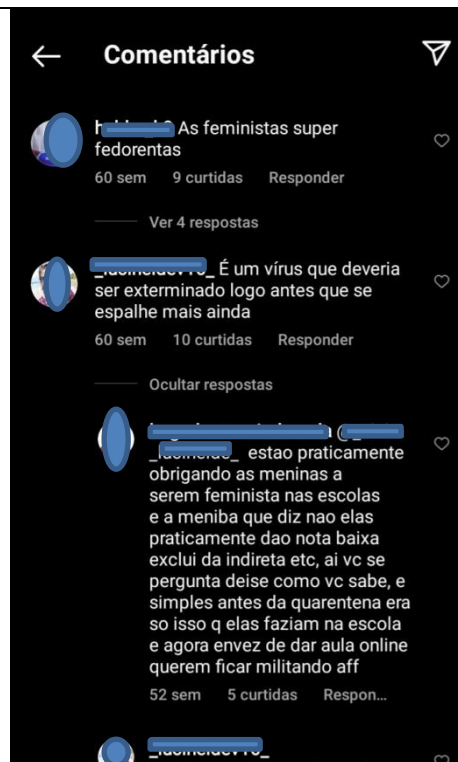 Comentários
As feministas super
fedorentas
60 sem 9 curtidas Responder
Ver 4 respostas
É um vírus que deveria
ser exterminado logo antes que se
espalhe mais ainda
60 sem 10 curtidas Responder
Ocultar respostas
estao praticamente
obrigando as meninas a
serem feminista nas escolas
e a meniba que diz nao elas
praticamente dao nota baixa
exclui da indireta etc, ai vc se
pergunta deise como vc sabe, e
simples antes da quarentena era
so isso q elas faziam na escola
e agora envez de dar aula online
querem ficar militando aff
52 sem 5 curtidas Respon...